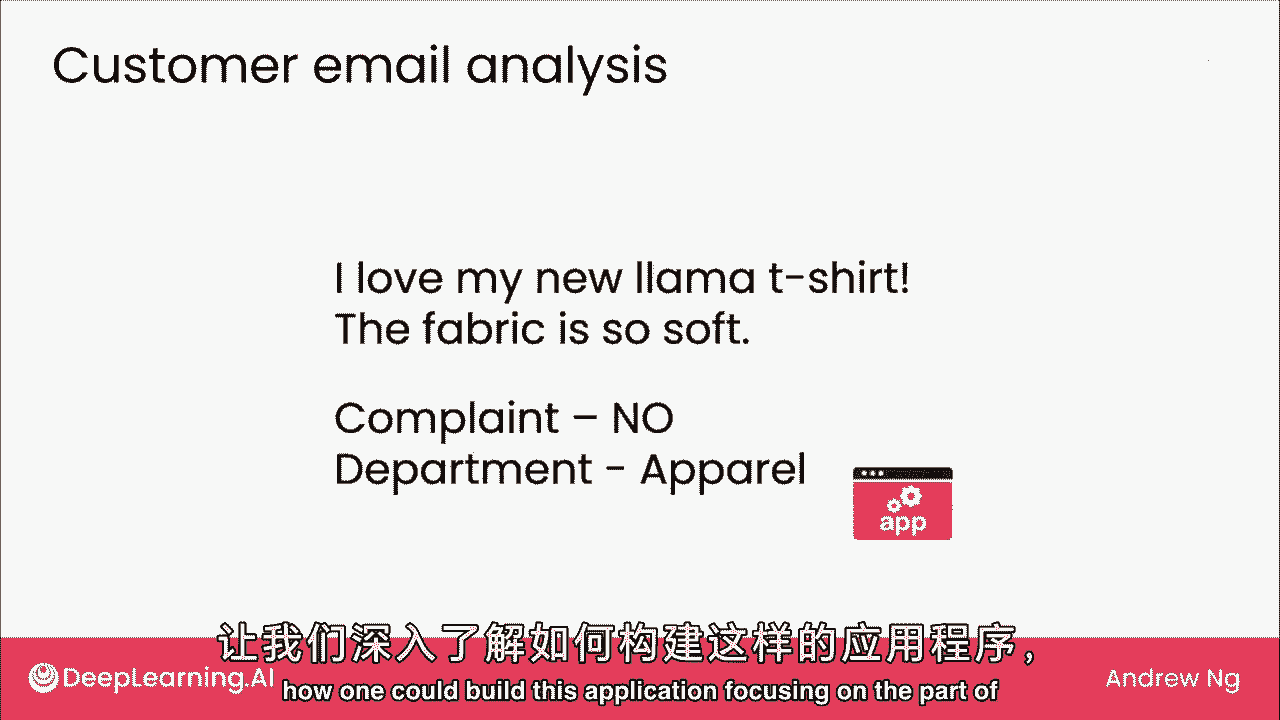 Customer email analysis
I love my new llama t-shirt!
The fabric is so soft.
Complaint – NO
Department - Apparel
app
让我们深入了解如何构建这样的应用程序，
DeepLearning.AI
how one could build this application focusing on the part of
Andrew Ng